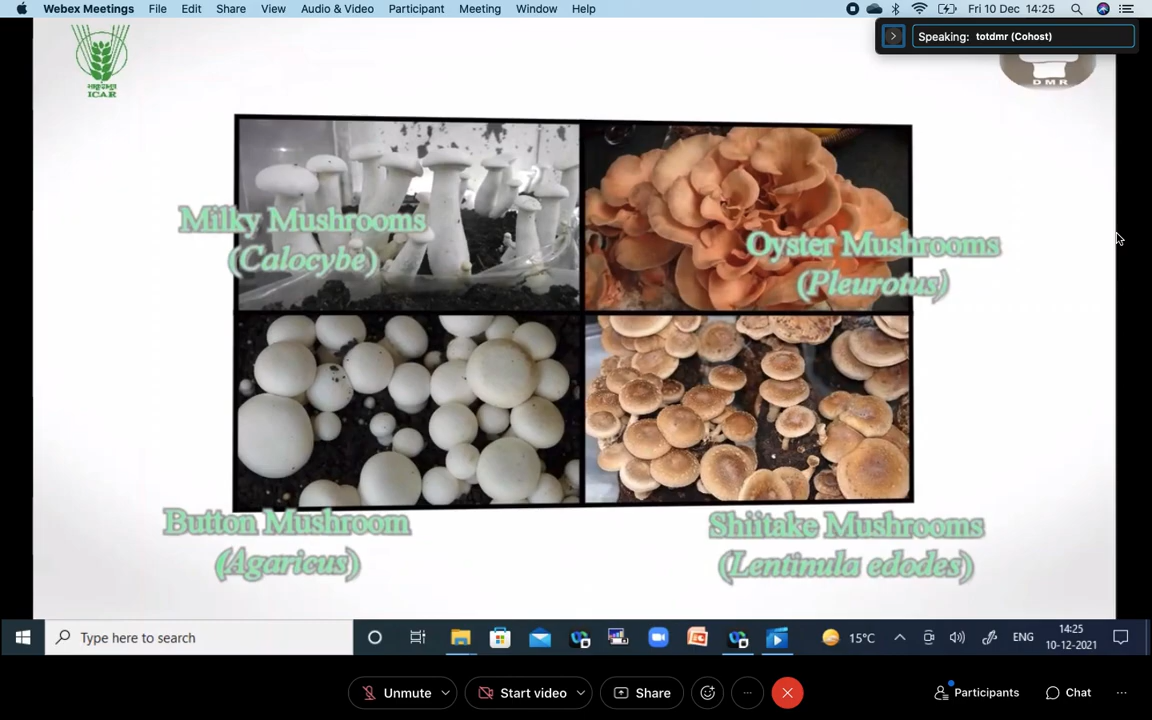 Webex Meetings File Edit Share View Audio & Video Participant Meeting Window Help Fri 10 Dec 14:25
Speaking: totdmr (Cohost)
ICAR
DMR
Milky Mushrooms
(Calocybe)
Oyster Mushrooms
(Pleurotus)
Button Mushroom
(Agaricus)
Shiitake Mushrooms
(Lentinula edodes)
Type here to search
15°C
ENG
14:25
10-12-2021
Unmute
Start video
Share
Participants
Chat